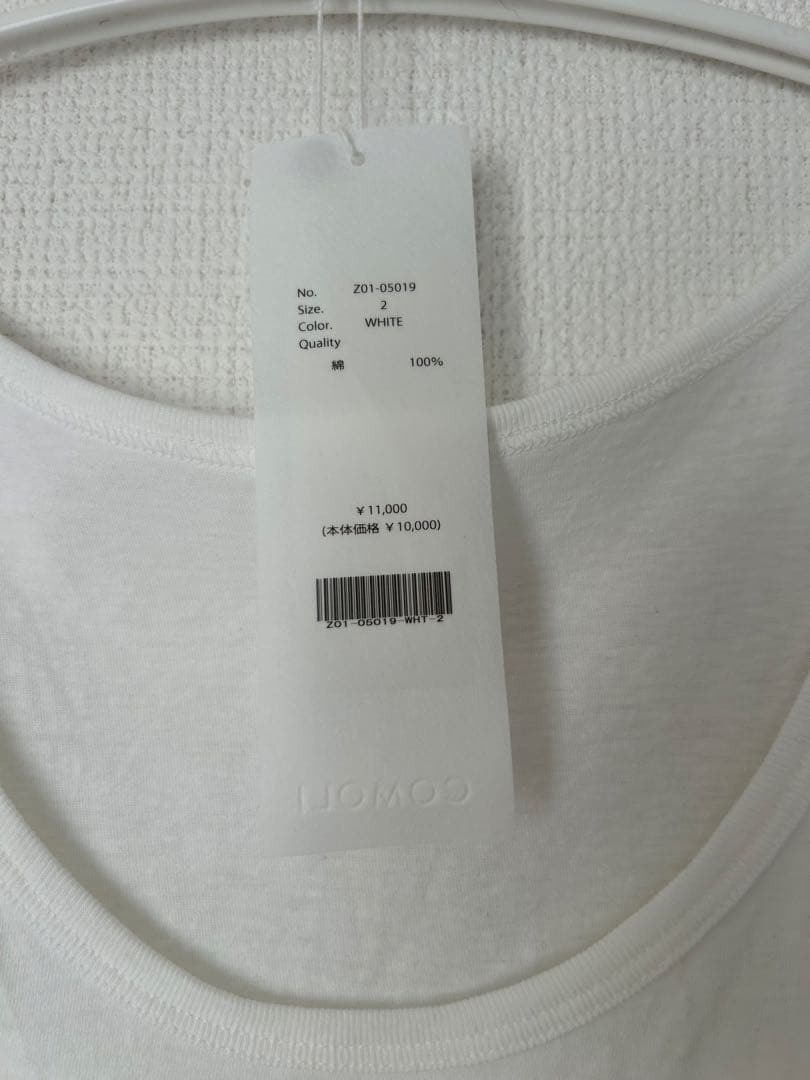 No. Z01-05019
Size. 2
Color. WHITE
Quality
綿 100%
¥11,000
(本体価格 ¥10,000)
Z01-05019-WHT-2
COMOLI